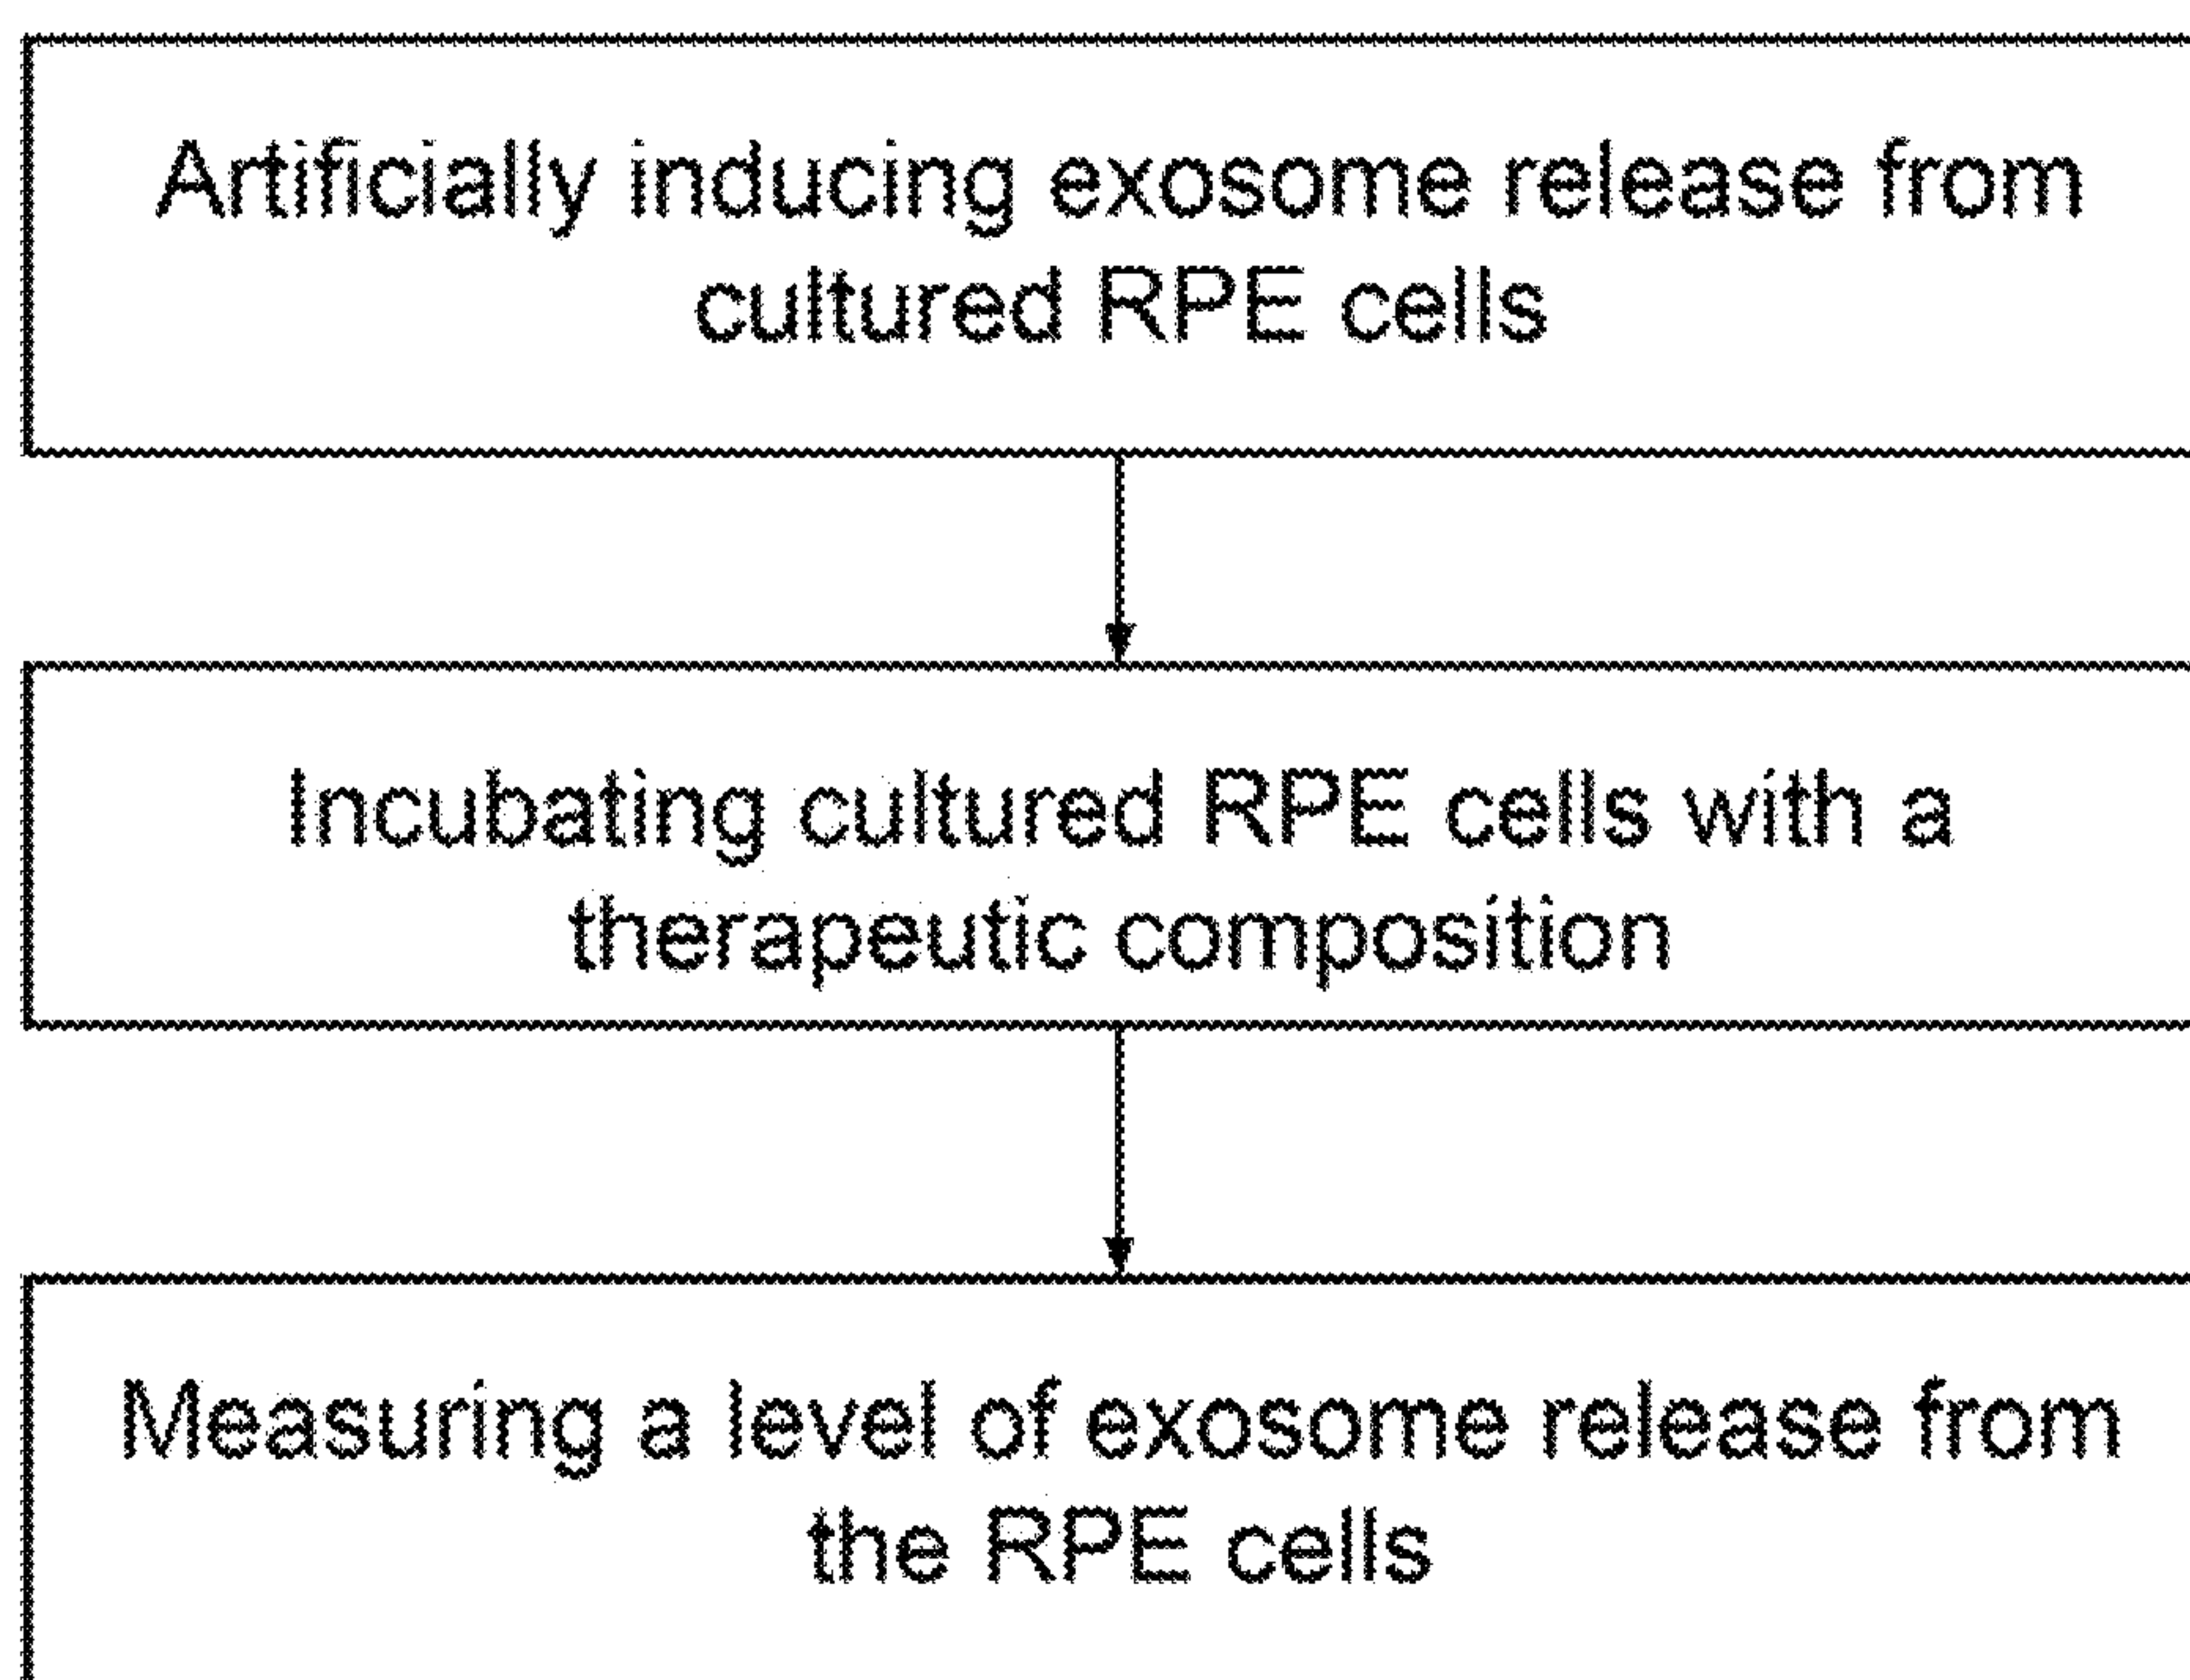 Artificially inducing exosome release from
cultured RPE cells
Incubating cultured RPE cells with a
therapeutic composition
Measuring a level of exosome release from
the RPE cells